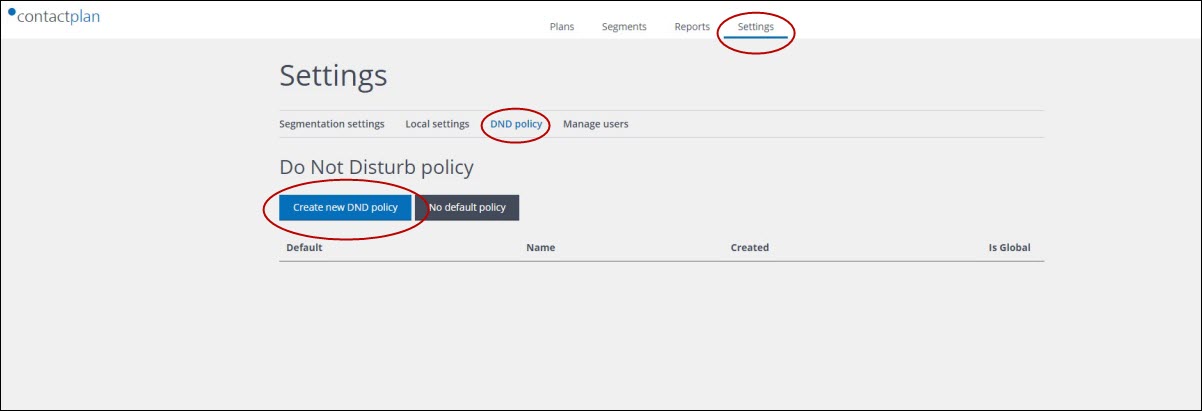 contactplan
Plans Segments Reports Settings
Settings
Segmentation settings Local settings DND policy Manage users
Do Not Disturb policy
Create new DND policy No default policy
Default Name Created Is Global